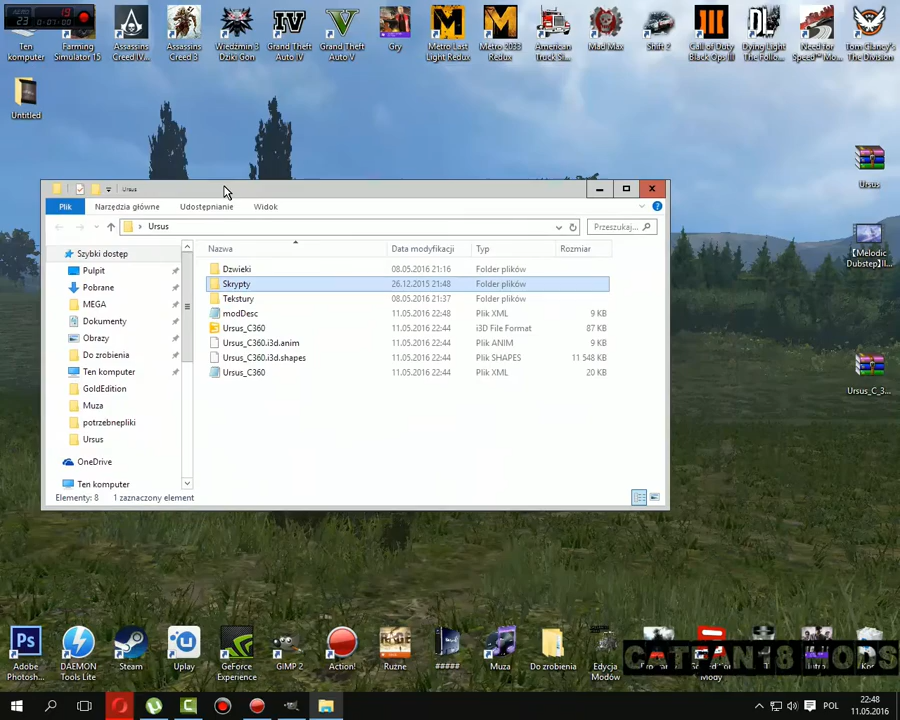 19
23 0:07:00
Ten komputer
Farming Simulator 15
Assassins Creed IV...
Assassins Creed 3
Wiedźmin 3 Dziki Gon
Grand Theft Auto IV
Grand Theft Auto V
Gry
Metro Last Light Redux
Metro 2033 Redux
American Truck Si...
Mad Max
Shift 2
Call of Duty Black Ops III
Dying Light The Follo...
Need for Speed™ Mo...
Tom Clancy's The Division
Untitled
Ursus
【Melodic Dubstep】Il...
Ursus_C_3...
Ursus
Plik Narzędzia główne Udostępnianie Widok
Ursus Przeszukaj...
Szybki dostęp
Pulpit
Pobrane
MEGA
Dokumenty
Obrazy
Do zrobienia
Ten komputer
GoldEdition
Muza
potrzebnepliki
Ursus
OneDrive
Ten komputer
Nazwa Data modyfikacji Typ Rozmiar
Dzwieki 08.05.2016 21:16 Folder plików
Skrypty 26.12.2015 21:48 Folder plików
Tekstury 08.05.2016 21:37 Folder plików
modDesc 11.05.2016 22:48 Plik XML 9 KB
Ursus_C360 11.05.2016 22:44 i3D File Format 87 KB
Ursus_C360.i3d.anim 11.05.2016 22:44 Plik ANIM 9 KB
Ursus_C360.i3d.shapes 11.05.2016 22:44 Plik SHAPES 11 548 KB
Ursus_C360 11.05.2016 22:44 Plik XML 20 KB
Elementy: 8 1 zaznaczony element
Adobe Photosh...
DAEMON Tools Lite
Steam
Uplay
GeForce Experience
GIMP 2
Action!
Rużne
#####
Muza
Do zrobienia
Edycja Modów
CATFAN18 MODS
POL
22:48
11.05.2016